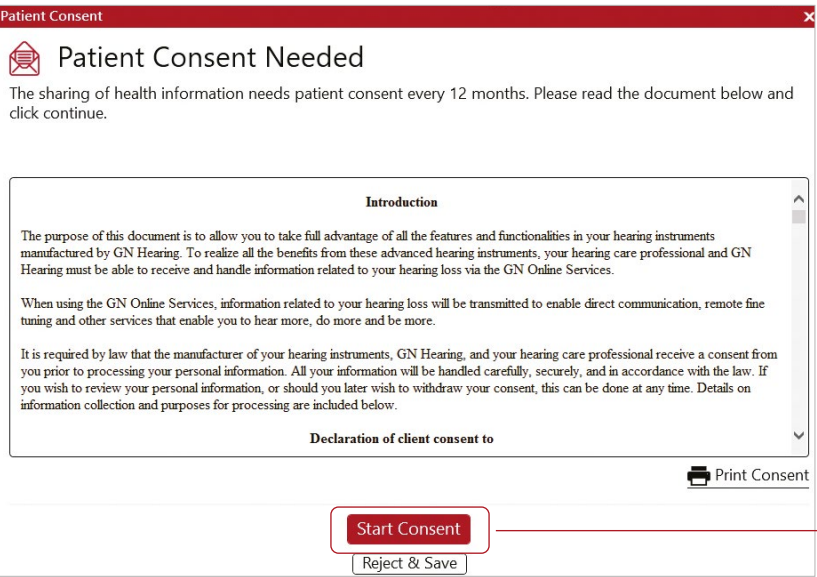 Patient Consent
Patient Consent Needed
The sharing of health information needs patient consent every 12 months. Please read the document below and
click continue.
Introduction
The purpose of this document is to allow you to take full advantage of all the features and functionalities in your hearing instruments
manufactured by GN Hearing. To realize all the benefits from these advanced hearing instruments, your hearing care professional and GN
Hearing must be able to receive and handle information related to your hearing loss via the GN Online Services.
When using the GN Online Services, information related to your hearing loss will be transmitted to enable direct communication, remote fine
tuning and other services that enable you to hear more, do more and be more.
It is required by law that the manufacturer of your hearing instruments, GN Hearing, and your hearing care professional receive a consent from
you prior to processing your personal information. All your information will be handled carefully, securely, and in accordance with the law. If
you wish to review your personal information, or should you later wish to withdraw your consent, this can be done at any time. Details on
information collection and purposes for processing are included below.
Declaration of client consent to
Print Consent
Start Consent
Reject & Save